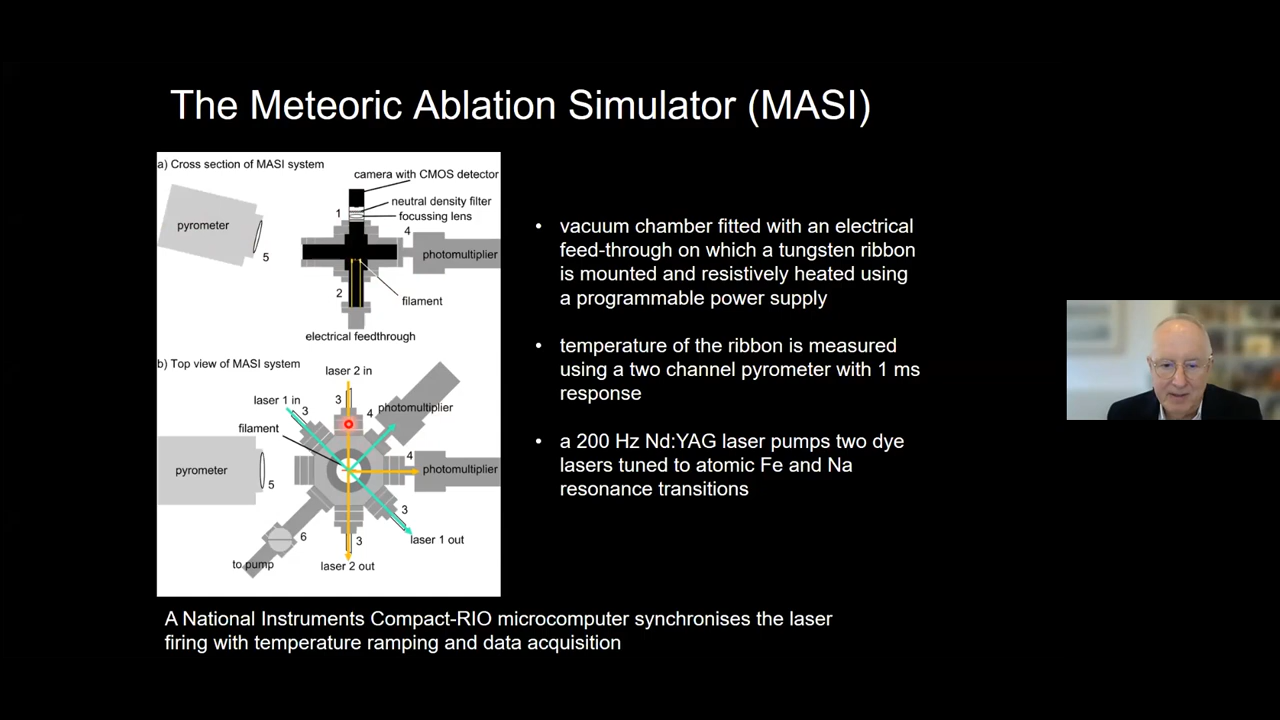 The Meteoric Ablation Simulator (MASI)
a) Cross section of MASI system
camera with CMOS detector
neutral density filter
1
focussing lens
pyrometer
4
5
photomultiplier
2
filament
electrical feedthrough
b) Top view of MASI system
laser 2 in
laser 1 in
3
3
4
photomultiplier
filament
4
pyrometer
photomultiplier
5
3
6
3
laser 1 out
to pump
laser 2 out
• vacuum chamber fitted with an electrical
feed-through on which a tungsten ribbon
is mounted and resistively heated using
a programmable power supply
• temperature of the ribbon is measured
using a two channel pyrometer with 1 ms
response
• a 200 Hz Nd:YAG laser pumps two dye
lasers tuned to atomic Fe and Na
resonance transitions
A National Instruments Compact-RIO microcomputer synchronises the laser
firing with temperature ramping and data acquisition